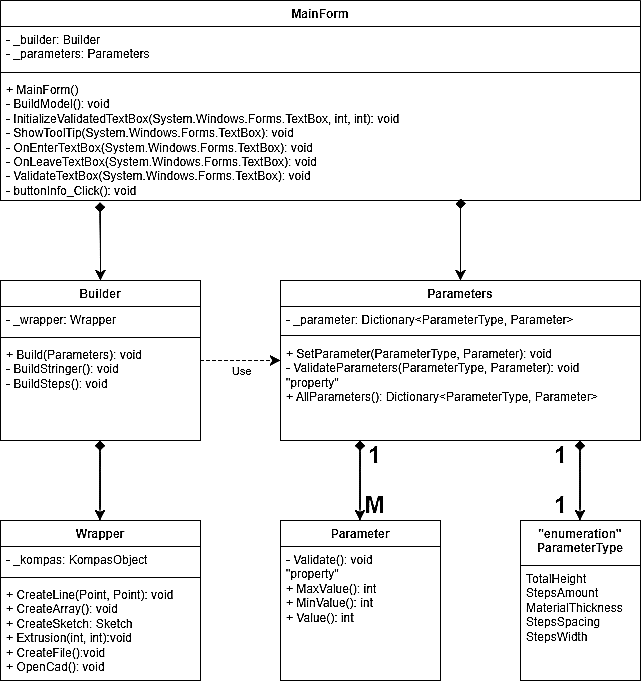 MainForm
- _builder: Builder
- _parameters: Parameters
+ MainForm()
- BuildModel(): void
- InitializeValidatedTextBox(System.Windows.Forms.TextBox, int, int): void
- ShowToolTip(System.Windows.Forms.TextBox): void
- OnEnterTextBox(System.Windows.Forms.TextBox): void
- OnLeaveTextBox(System.Windows.Forms.TextBox): void
- ValidateTextBox(System.Windows.Forms.TextBox): void
- buttonInfo_Click(): void
Builder
- _wrapper: Wrapper
+ Build(Parameters): void
- BuildStringer(): void
- BuildSteps(): void
Use
Parameters
- _parameter: Dictionary<ParameterType, Parameter>
+ SetParameter(ParameterType, Parameter): void
- ValidateParameters(ParameterType, Parameter): void
"property"
+ AllParameters(): Dictionary<ParameterType, Parameter>
1
M
1
1
Wrapper
- _kompas: KompasObject
+ CreateLine(Point, Point): void
+ CreateArray(): void
+ CreateSketch: Sketch
+ Extrusion(int, int):void
+ CreateFile():void
+ OpenCad(): void
Parameter
- Validate(): void
"property"
+ MaxValue(): int
+ MinValue(): int
+ Value(): int
"enumeration"
ParameterType
TotalHeight
StepsAmount
MaterialThickness
StepsSpacing
StepsWidth